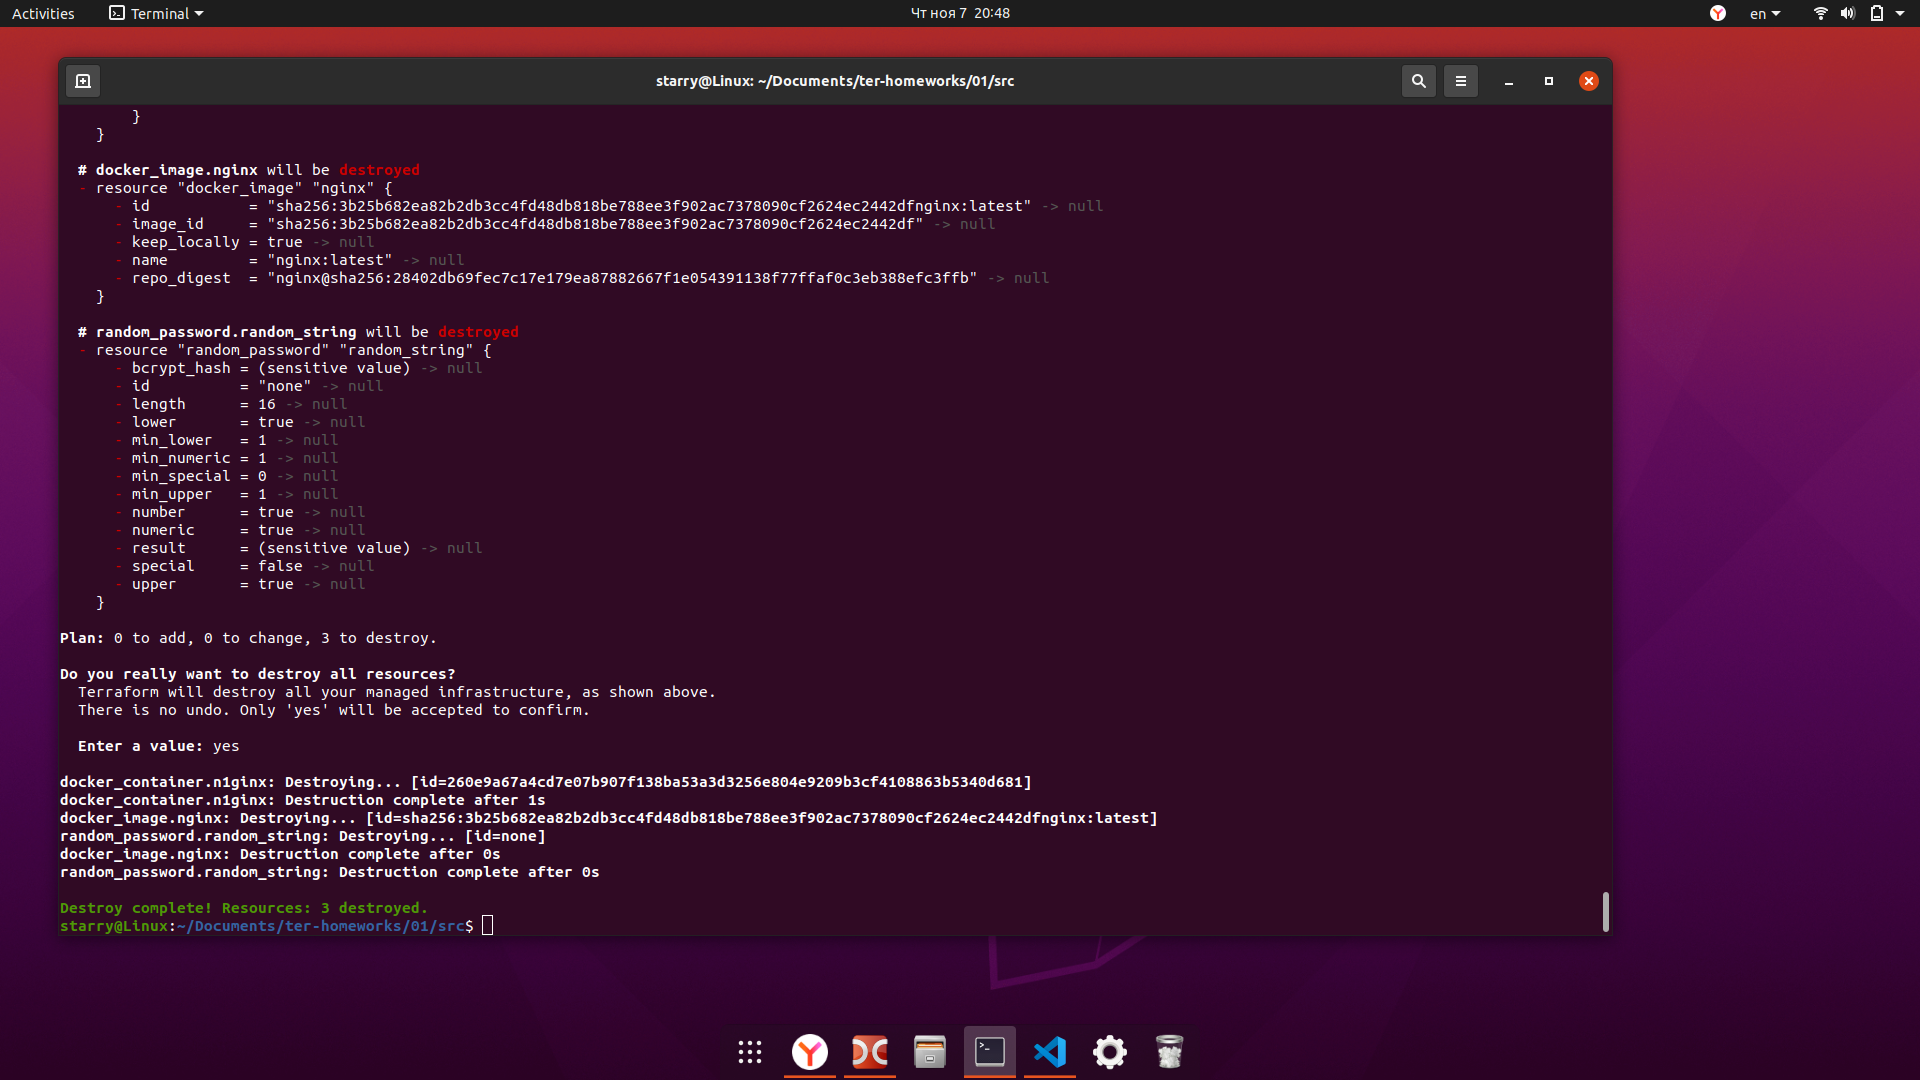 Activities Terminal Чт ноя 7 20:48 en
starry@Linux: ~/Documents/ter-homeworks/01/src
        }
    }

  # docker_image.nginx will be destroyed
  - resource "docker_image" "nginx" {
      - id           = "sha256:3b25b682ea82b2db3cc4fd48db818be788ee3f902ac7378090cf2624ec2442dfnginx:latest" -> null
      - image_id     = "sha256:3b25b682ea82b2db3cc4fd48db818be788ee3f902ac7378090cf2624ec2442df" -> null
      - keep_locally = true -> null
      - name         = "nginx:latest" -> null
      - repo_digest  = "nginx@sha256:28402db69fec7c17e179ea87882667f1e054391138f77ffaf0c3eb388efc3ffb" -> null
    }

  # random_password.random_string will be destroyed
  - resource "random_password" "random_string" {
      - bcrypt_hash = (sensitive value) -> null
      - id          = "none" -> null
      - length      = 16 -> null
      - lower       = true -> null
      - min_lower   = 1 -> null
      - min_numeric = 1 -> null
      - min_special = 0 -> null
      - min_upper   = 1 -> null
      - number      = true -> null
      - numeric     = true -> null
      - result      = (sensitive value) -> null
      - special     = false -> null
      - upper       = true -> null
    }

Plan: 0 to add, 0 to change, 3 to destroy.

Do you really want to destroy all resources?
  Terraform will destroy all your managed infrastructure, as shown above.
  There is no undo. Only 'yes' will be accepted to confirm.

  Enter a value: yes

docker_container.n1ginx: Destroying... [id=260e9a67a4cd7e07b907f138ba53a3d3256e804e9209b3cf4108863b5340d681]
docker_container.n1ginx: Destruction complete after 1s
docker_image.nginx: Destroying... [id=sha256:3b25b682ea82b2db3cc4fd48db818be788ee3f902ac7378090cf2624ec2442dfnginx:latest]
random_password.random_string: Destroying... [id=none]
docker_image.nginx: Destruction complete after 0s
random_password.random_string: Destruction complete after 0s

Destroy complete! Resources: 3 destroyed.
starry@Linux:~/Documents/ter-homeworks/01/src$